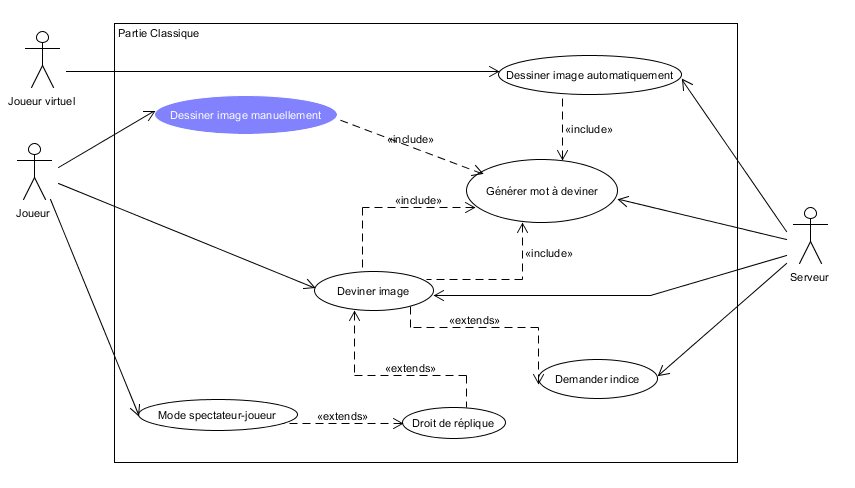 Partie Classique
Joueur virtuel
Dessiner image automatiquement
Dessiner image manuellement
«include»
«include»
Générer mot à deviner
Joueur
«include»
«include»
Serveur
Deviner image
«extends»
«extends»
Demander indice
Mode spectateur-joueur
«extends»
Droit de réplique